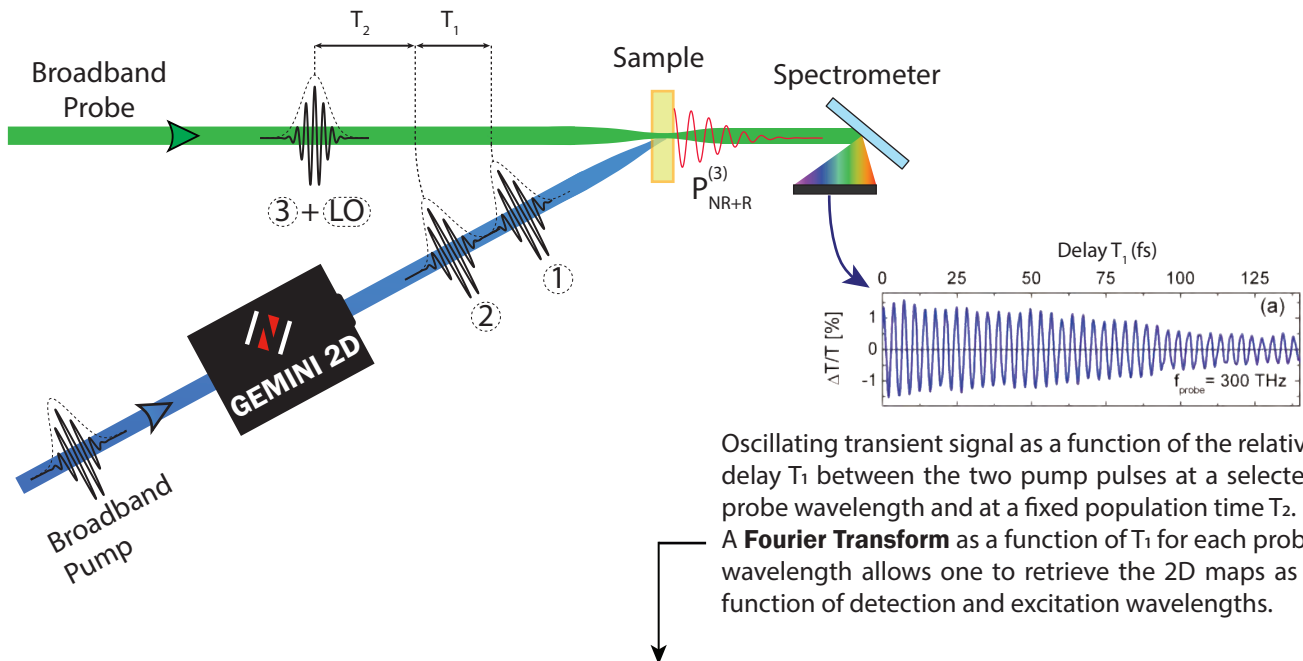 T₂
T₁
Broadband
Probe
Sample
Spectrometer
③ + LO
P(3)NR+R
①
②
GEMINI 2D
Broadband
Pump
Delay T₁ (fs)
0 25 50 75 100 125
(a)
ΔT/T [%]
1
0
-1
f probe = 300 THz
Oscillating transient signal as a function of the relativ
delay T₁ between the two pump pulses at a selecte
probe wavelength and at a fixed population time T₂.
A Fourier Transform as a function of T₁ for each prob
wavelength allows one to retrieve the 2D maps as
function of detection and excitation wavelengths.